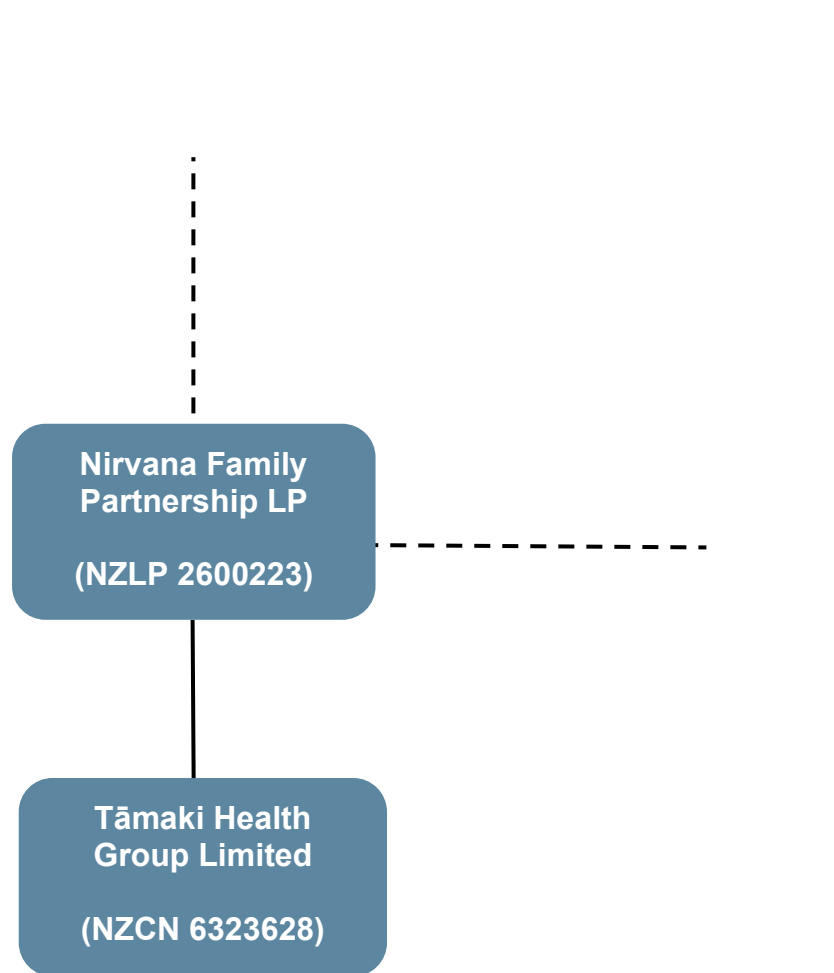 Nirvana Family
Partnership LP
(NZLP 2600223)
Tāmaki Health
Group Limited
(NZCN 6323628)